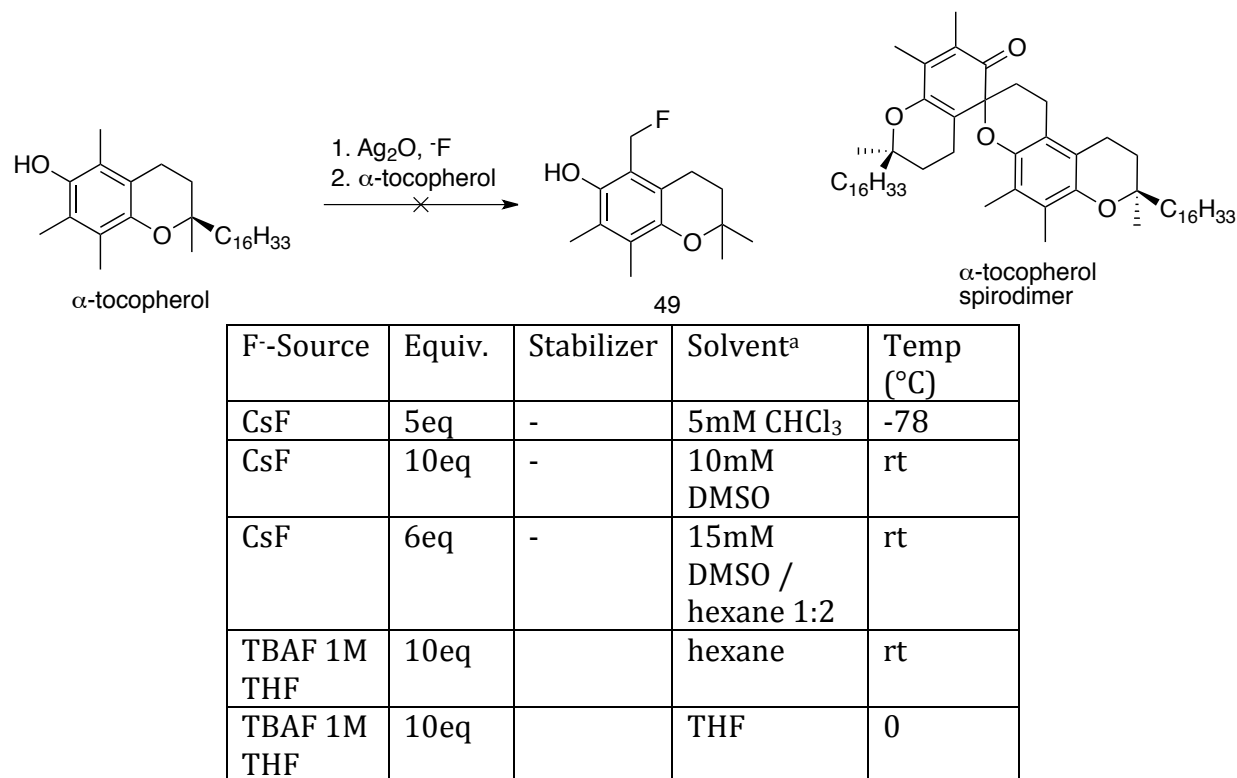 O
F
HO
1. Ag₂O, ⁻F
2. α-tocopherol
HO
O
O
C₁₆H₃₃
O
C₁₆H₃₃
O
C₁₆H₃₃
O
α-tocopherol
49
α-tocopherol
spirodimer
F⁻-Source Equiv. Stabilizer Solventᵃ Temp
(°C)
CsF 5eq - 5mM CHCl₃ -78
CsF 10eq - 10mM rt
DMSO
CsF 6eq - 15mM rt
DMSO /
hexane 1:2
TBAF 1M 10eq hexane rt
THF
TBAF 1M 10eq THF 0
THF